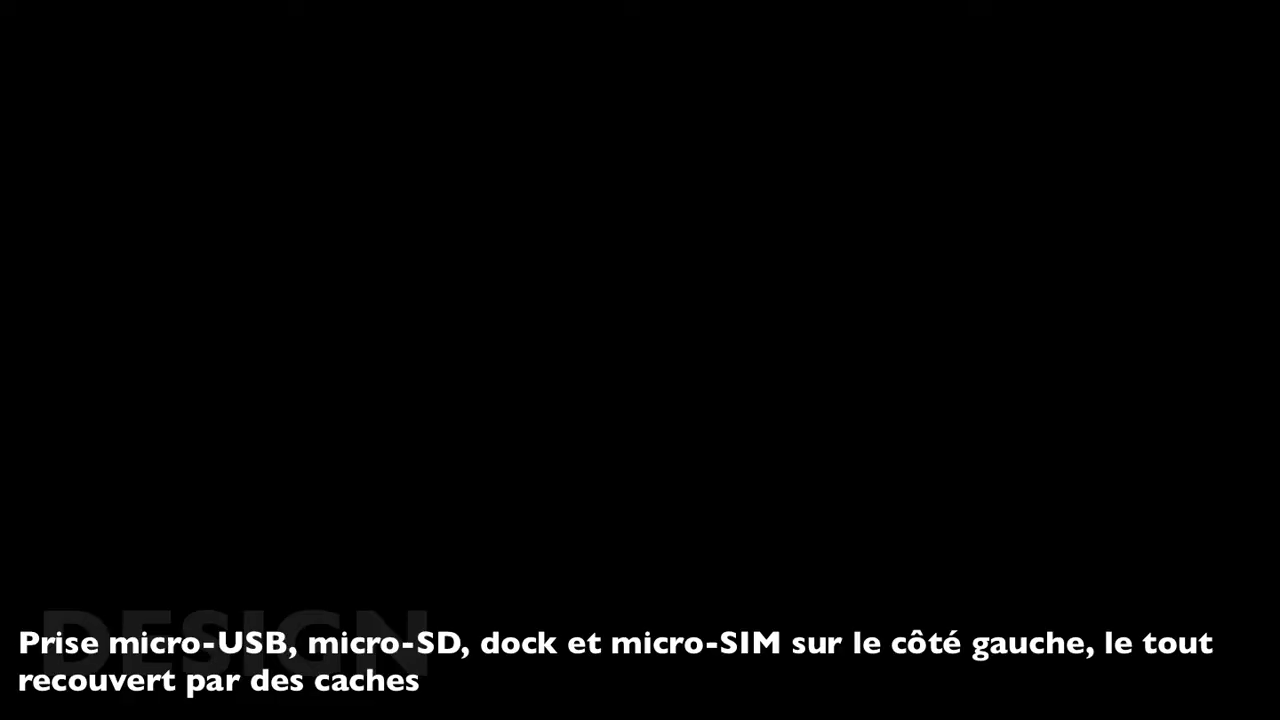 DESIGN
Prise micro-USB, micro-SD, dock et micro-SIM sur le côté gauche, le tout
recouvert par des caches